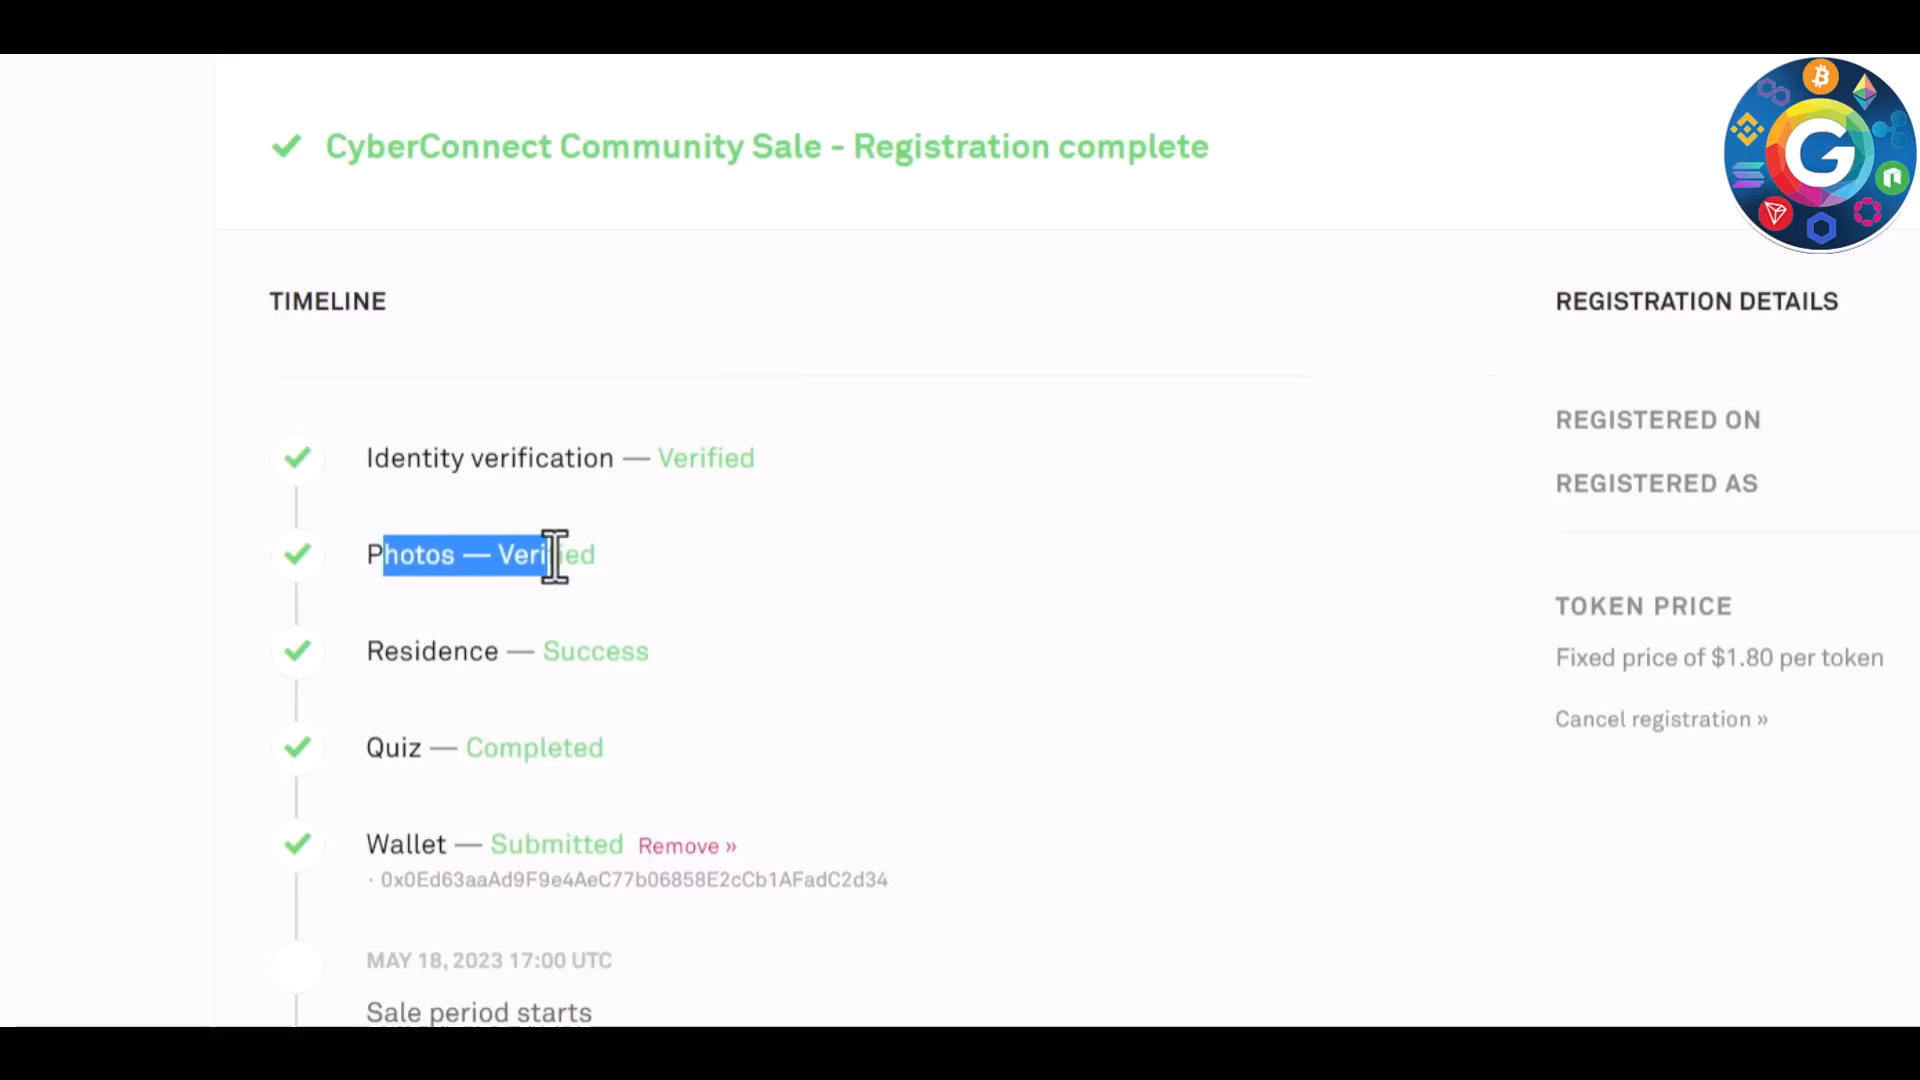 CyberConnect Community Sale - Registration complete
TIMELINE
Identity verification — Verified
Photos — Verified
Residence — Success
Quiz — Completed
Wallet — Submitted Remove »
· 0x0Ed63aaAd9F9e4AeC77b06858E2cCb1AFadC2d34
MAY 18, 2023 17:00 UTC
Sale period starts
REGISTRATION DETAILS
REGISTERED ON
REGISTERED AS
TOKEN PRICE
Fixed price of $1.80 per token
Cancel registration »
G